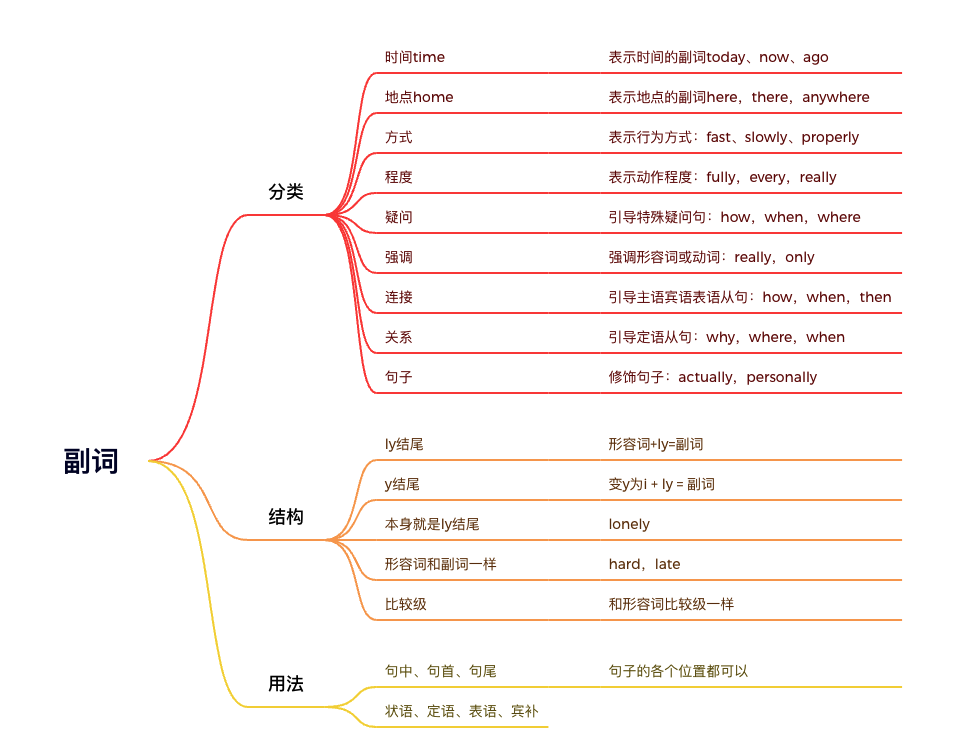 副词
分类
时间time 表示时间的副词today、now、ago
地点home 表示地点的副词here，there，anywhere
方式 表示行为方式：fast、slowly、properly
程度 表示动作程度：fully，every，really
疑问 引导特殊疑问句：how，when，where
强调 强调形容词或动词：really，only
连接 引导主语宾语表语从句：how，when，then
关系 引导定语从句：why，where，when
句子 修饰句子：actually，personally
结构
ly结尾 形容词+ly=副词
y结尾 变y为i + ly = 副词
本身就是ly结尾 lonely
形容词和副词一样 hard，late
比较级 和形容词比较级一样
用法
句中、句首、句尾 句子的各个位置都可以
状语、定语、表语、宾补